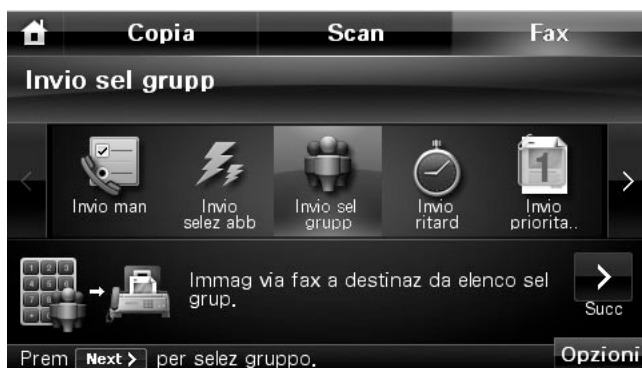 Copia Scan Fax
Invio sel grupp
Invio man Invio Invio sel Invio Invio
selez abb grupp ritard priorita..
1
Immag via fax a destinaz da elenco sel
grup.
Succ
Prem Next > per selez gruppo.
Opzioni